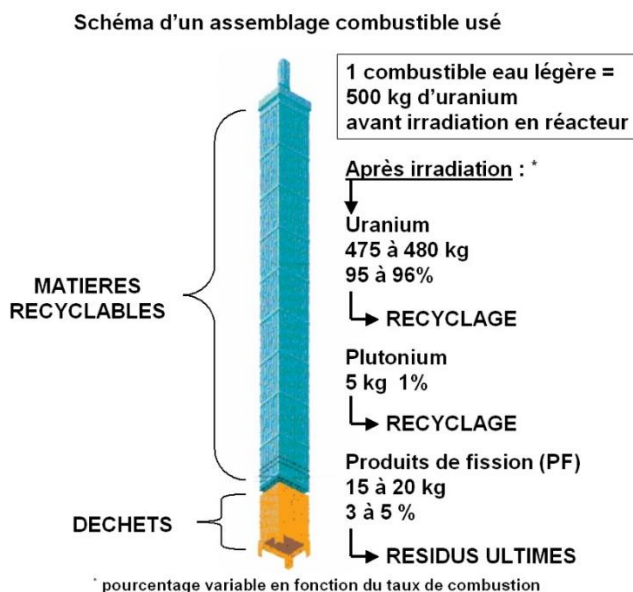 Schéma d'un assemblage combustible usé
1 combustible eau légère =
500 kg d'uranium
avant irradiation en réacteur
Après irradiation : *
Uranium
475 à 480 kg
95 à 96%
RECYCLAGE
MATIERES
RECYCLABLES
Plutonium
5 kg 1%
RECYCLAGE
Produits de fission (PF)
15 à 20 kg
3 à 5 %
DECHETS
RESIDUS ULTIMES
* pourcentage variable en fonction du taux de combustion